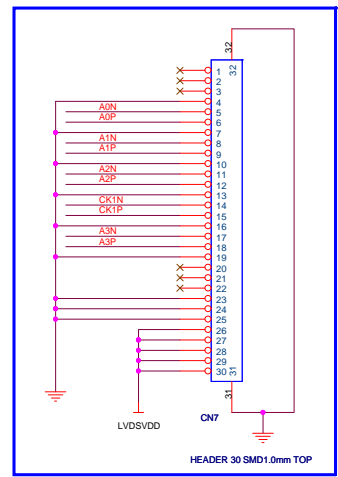 32
32
1
2
3
4
A0N 5
A0P 6
7
A1N 8
A1P 9
10
A2N 11
A2P 12
13
CK1N 14
CK1P 15
16
A3N 17
A3P 18
19
20
21
22
23
24
25
26
27
28
29
30
31
31
CN7
LVDSVDD
HEADER 30 SMD1.0mm TOP